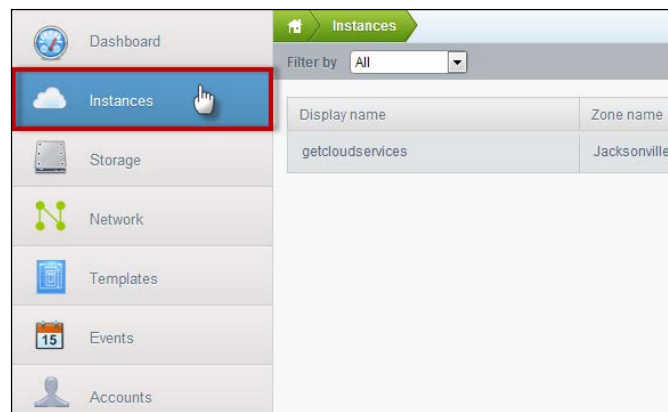 Dashboard
Instances
Storage
Network
Templates
15
Events
Accounts
Instances
Filter by All
Display name Zone name
getcloudservices Jacksonville